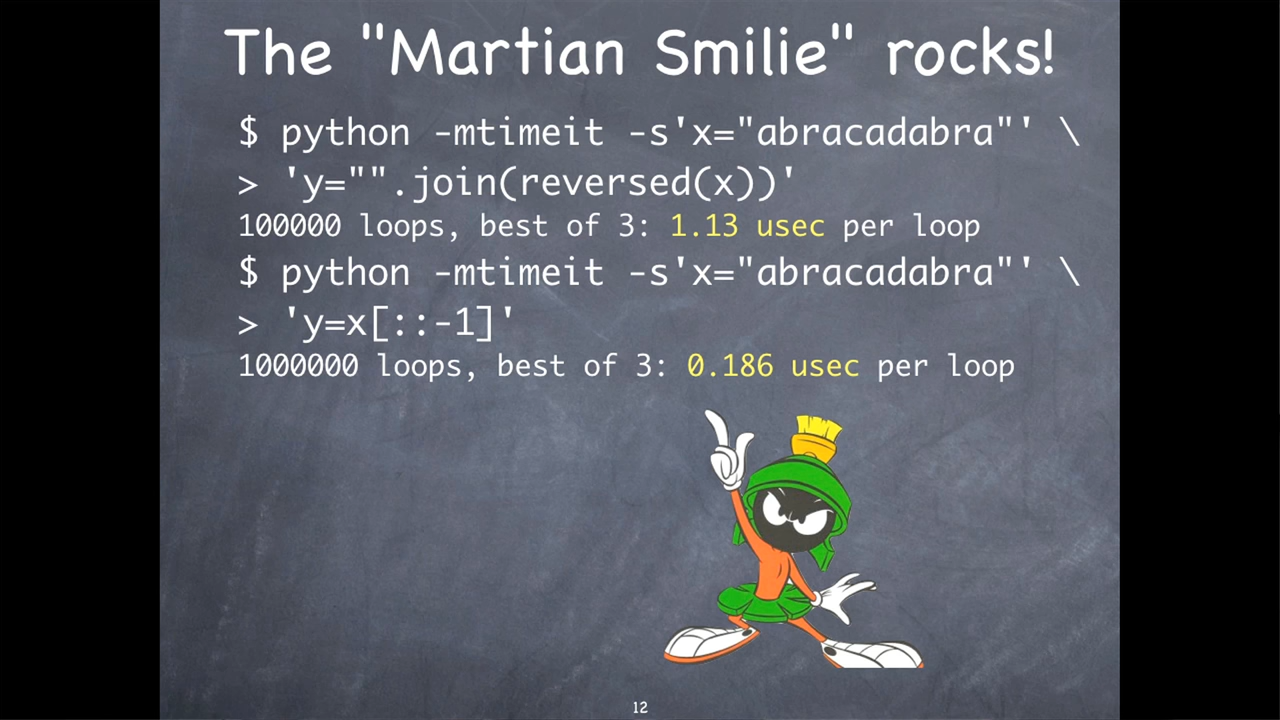 The "Martian Smilie" rocks!
$ python -mtimeit -s'x="abracadabra"' \
> 'y="".join(reversed(x))'
100000 loops, best of 3: 1.13 usec per loop
$ python -mtimeit -s'x="abracadabra"' \
> 'y=x[::-1]'
1000000 loops, best of 3: 0.186 usec per loop
12